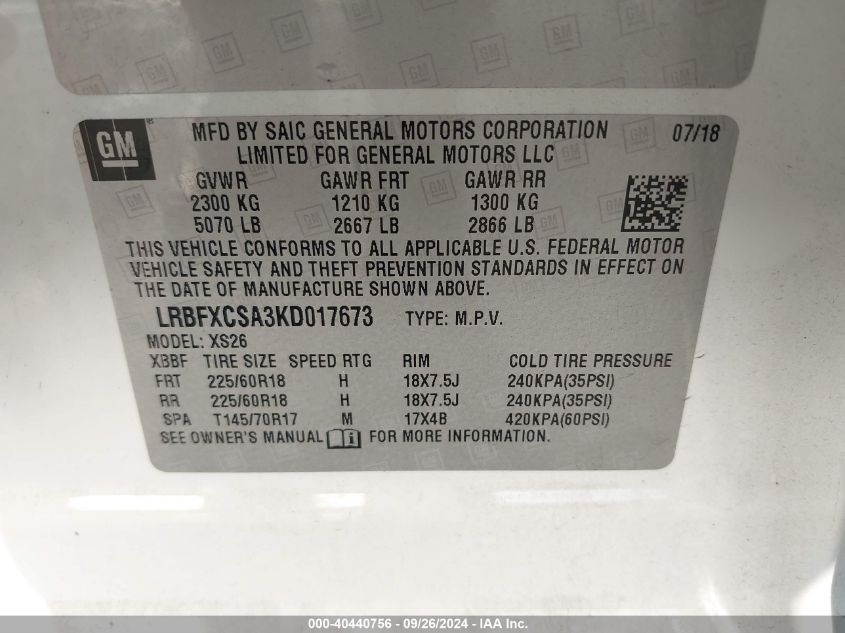 GM
MFD BY SAIC GENERAL MOTORS CORPORATION 07/18
LIMITED FOR GENERAL MOTORS LLC
GVWR GAWR FRT GAWR RR
2300 KG 1210 KG 1300 KG
5070 LB 2667 LB 2866 LB
THIS VEHICLE CONFORMS TO ALL APPLICABLE U.S. FEDERAL MOTOR
VEHICLE SAFETY AND THEFT PREVENTION STANDARDS IN EFFECT ON
THE DATE OF MANUFACTURE SHOWN ABOVE.
LRBFXCSA3KD017673 TYPE: M.P.V.
MODEL: XS26
XBBF TIRE SIZE SPEED RTG RIM COLD TIRE PRESSURE
FRT 225/60R18 H 18X7.5J 240KPA(35PSI)
RR 225/60R18 H 18X7.5J 240KPA(35PSI)
SPA T145/70R17 M 17X4B 420KPA(60PSI)
SEE OWNER'S MANUAL FOR MORE INFORMATION.
000-40440756 - 09/26/2024 - IAA Inc.